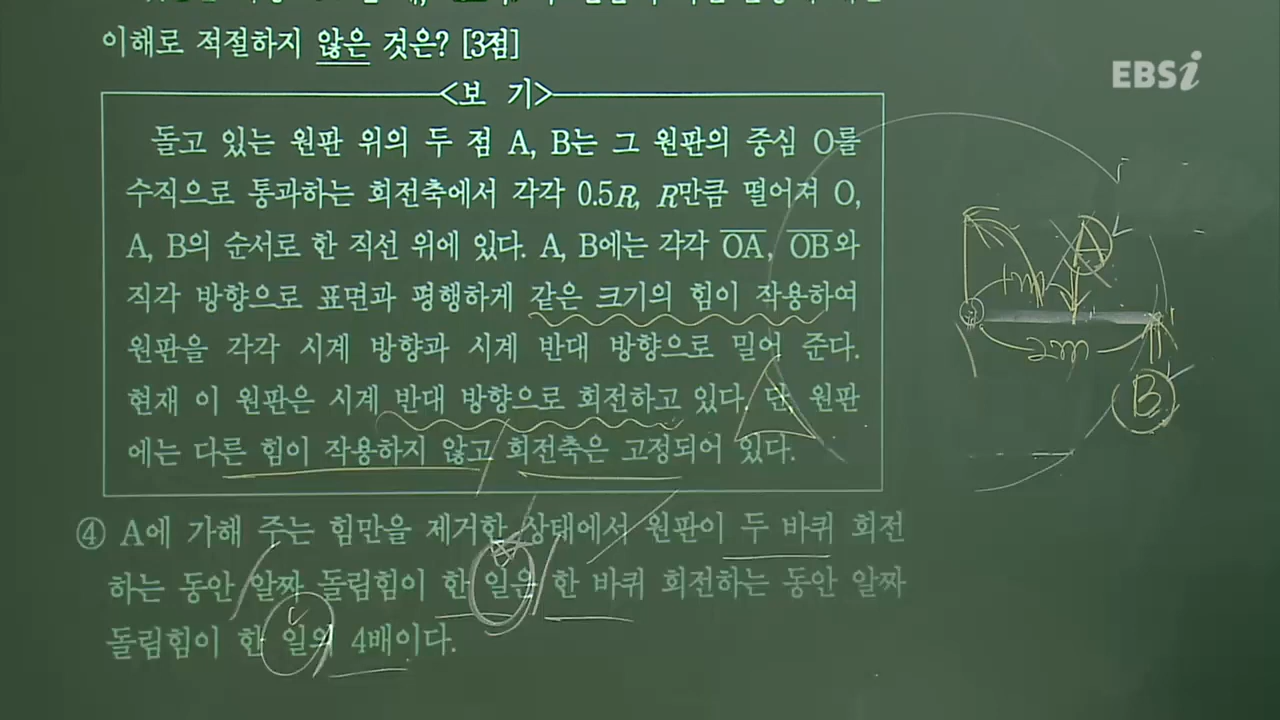 이해로 적절하지 않은 것은? [3점]
EBSi
<보 기>
돌고 있는 원판 위의 두 점 A, B는 그 원판의 중심 O를
수직으로 통과하는 회전축에서 각각 0.5R, R만큼 떨어져 O,
A, B의 순서로 한 직선 위에 있다. A, B에는 각각 OA, OB와
직각 방향으로 표면과 평행하게 같은 크기의 힘이 작용하여
원판을 각각 시계 방향과 시계 반대 방향으로 밀어 준다.
현재 이 원판은 시계 반대 방향으로 회전하고 있다. 단, 원판
에는 다른 힘이 작용하지 않고 회전축은 고정되어 있다.
A
1m
2m
B
④ A에 가해 주는 힘만을 제거한 상태에서 원판이 두 바퀴 회전
하는 동안 알짜 돌림힘이 한 일은 한 바퀴 회전하는 동안 알짜
돌림힘이 한 일의 4배이다.